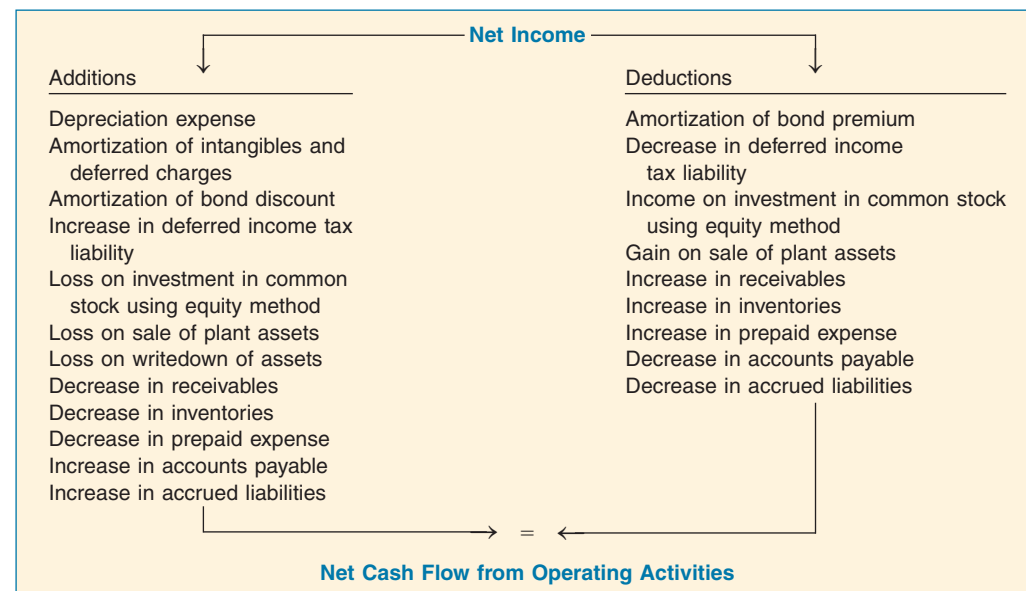 Net Income
Additions
Depreciation expense
Amortization of intangibles and
deferred charges
Amortization of bond discount
Increase in deferred income tax
liability
Loss on investment in common
stock using equity method
Loss on sale of plant assets
Loss on writedown of assets
Decrease in receivables
Decrease in inventories
Decrease in prepaid expense
Increase in accounts payable
Increase in accrued liabilities
Deductions
Amortization of bond premium
Decrease in deferred income
tax liability
Income on investment in common stock
using equity method
Gain on sale of plant assets
Increase in receivables
Increase in inventories
Increase in prepaid expense
Decrease in accounts payable
Decrease in accrued liabilities
=
Net Cash Flow from Operating Activities